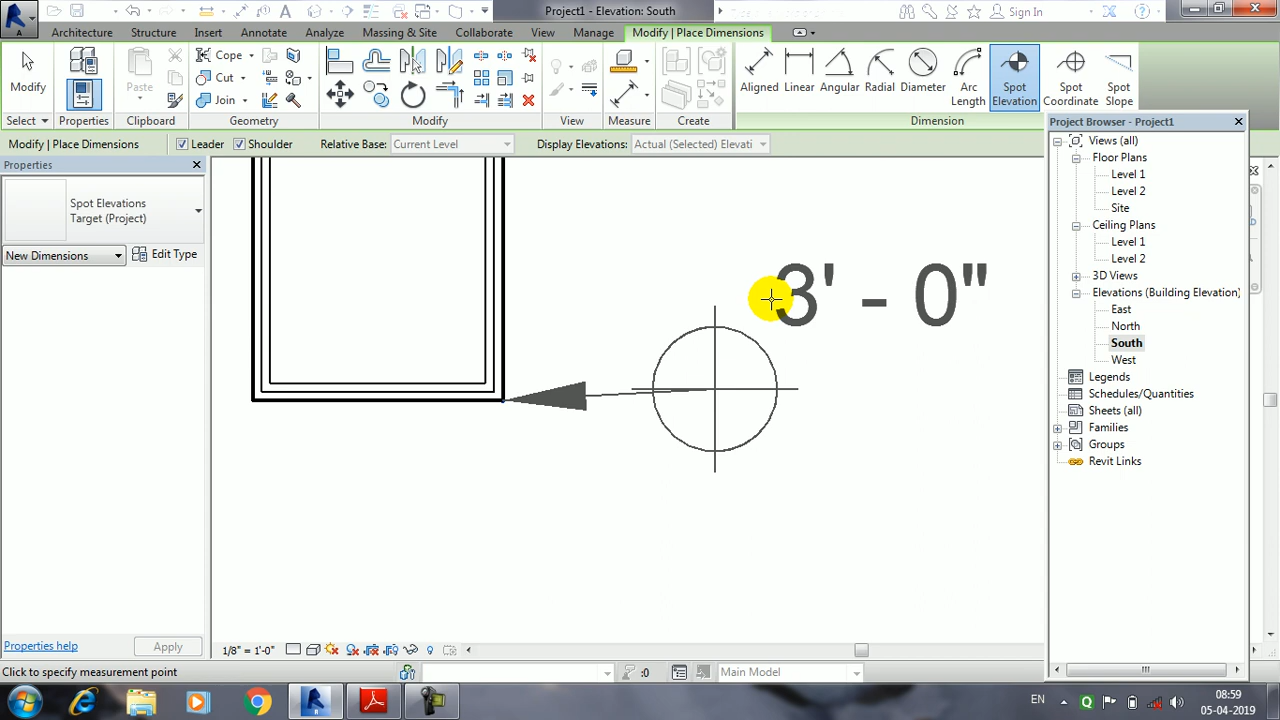 Project1 - Elevation: South
Sign In
Architecture Structure Insert Annotate Analyze Massing & Site Collaborate View Manage Modify | Place Dimensions
Modify
Paste
Cope
Cut
Join
Aligned Linear Angular Radial Diameter Arc Length Spot Elevation Spot Coordinate Spot Slope
Select Properties Clipboard Geometry Modify View Measure Create Dimension
Modify | Place Dimensions Leader Shoulder Relative Base: Current Level Display Elevations: Actual (Selected) Elevati
Properties
Spot Elevations
Target (Project)
New Dimensions Edit Type
Properties help Apply
3' - 0"
Project Browser - Project1
Views (all)
Floor Plans
Level 1
Level 2
Site
Ceiling Plans
Level 1
Level 2
3D Views
Elevations (Building Elevation)
East
North
South
West
Legends
Schedules/Quantities
Sheets (all)
Families
Groups
Revit Links
1/8" = 1'-0"
Click to specify measurement point :0 Main Model
EN 08:59
05-04-2019